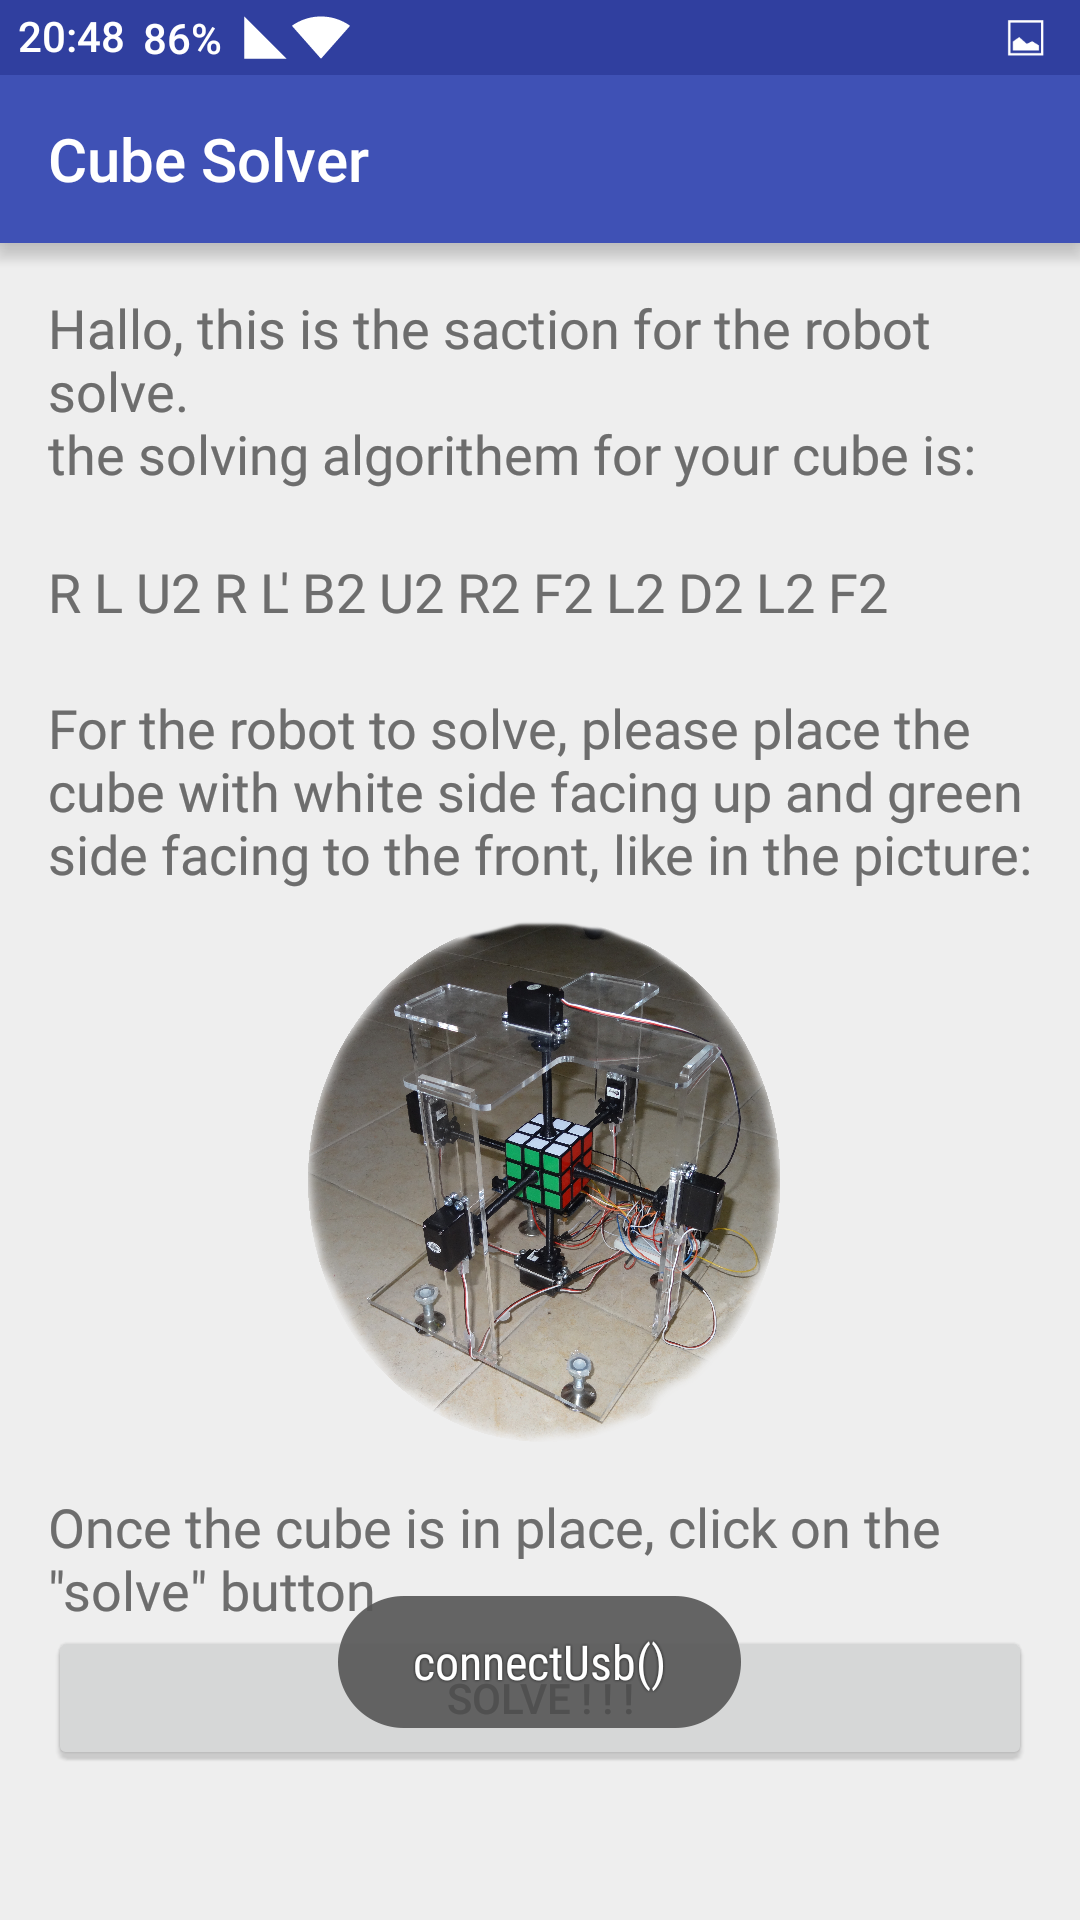 20:48 86%
Cube Solver
Hallo, this is the saction for the robot
solve.
the solving algorithem for your cube is:
R L U2 R L' B2 U2 R2 F2 L2 D2 L2 F2
For the robot to solve, please place the
cube with white side facing up and green
side facing to the front, like in the picture:
Once the cube is in place, click on the
"solve" button
connectUsb()
SOLVE ! ! !